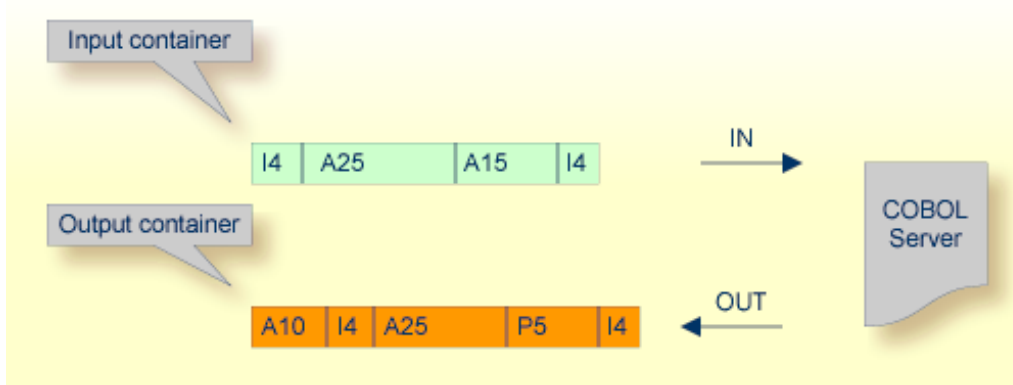 Input container
I4 A25 A15 I4
IN
Output container
COBOL
Server
A10 I4 A25 P5 I4
OUT